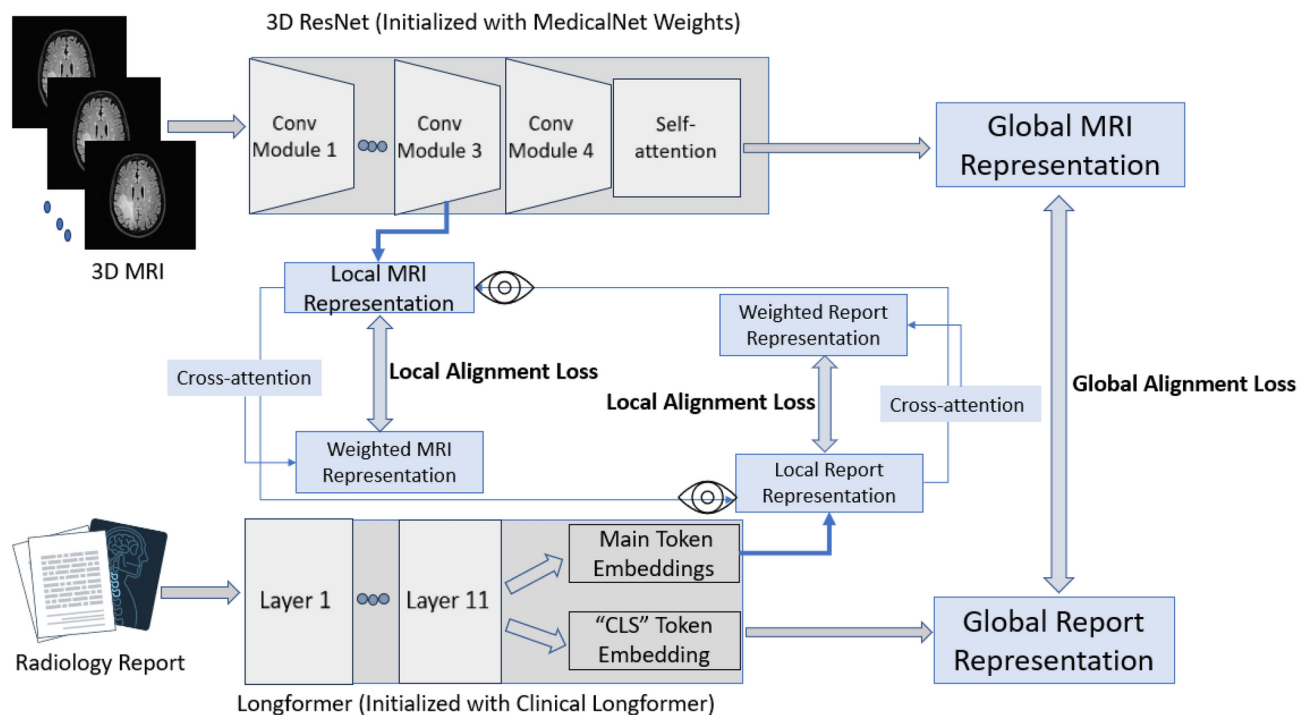 3D ResNet (Initialized with MedicalNet Weights)
Conv
Module 1
Conv
Module 3
Conv
Module 4
Self-
attention
Global MRI
Representation
3D MRI
Local MRI
Representation
Weighted Report
Representation
Cross-attention
Local Alignment Loss
Local Alignment Loss
Cross-attention
Global Alignment Loss
Weighted MRI
Representation
Local Report
Representation
Radiology Report
Layer 1
Layer 11
Main Token
Embeddings
“CLS” Token
Embedding
Global Report
Representation
Longformer (Initialized with Clinical Longformer)